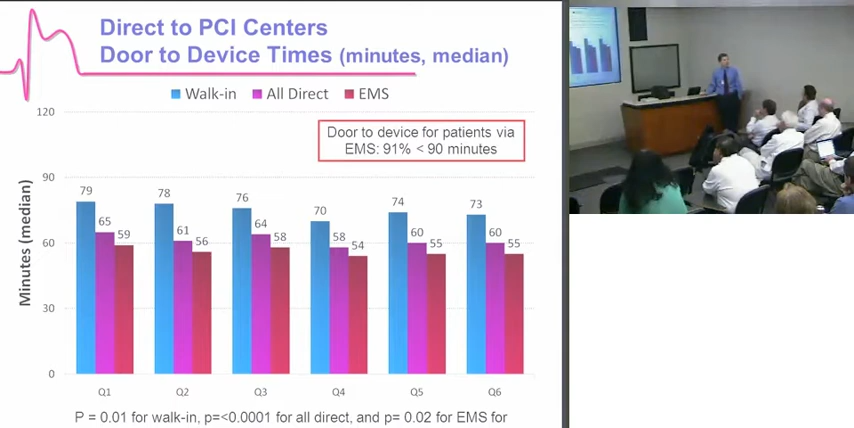 Direct to PCI Centers
Door to Device Times (minutes, median)
Walk-in All Direct EMS
Door to device for patients via
EMS: 91% < 90 minutes
Minutes (median)
120
90
60
30
0
79 65 59
78 61 56
76 64 58
70 58 54
74 60 55
73 60 55
Q1 Q2 Q3 Q4 Q5 Q6
P = 0.01 for walk-in, p=<0.0001 for all direct, and p= 0.02 for EMS for